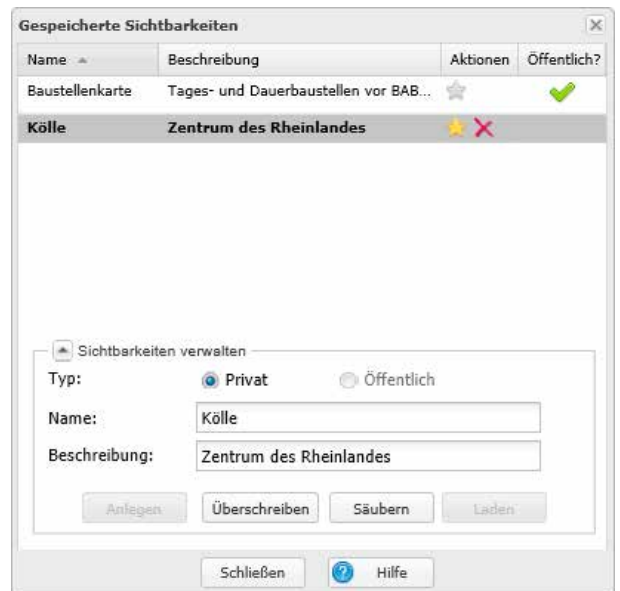 Gespeicherte Sichtbarkeiten
Name Beschreibung Aktionen Öffentlich?
Baustellenkarte Tages- und Dauerbaustellen vor BAB...
Kölle Zentrum des Rheinlandes
Sichtbarkeiten verwalten
Typ: Privat Öffentlich
Name: Kölle
Beschreibung: Zentrum des Rheinlandes
Anlegen Überschreiben Säubern Laden
Schließen Hilfe